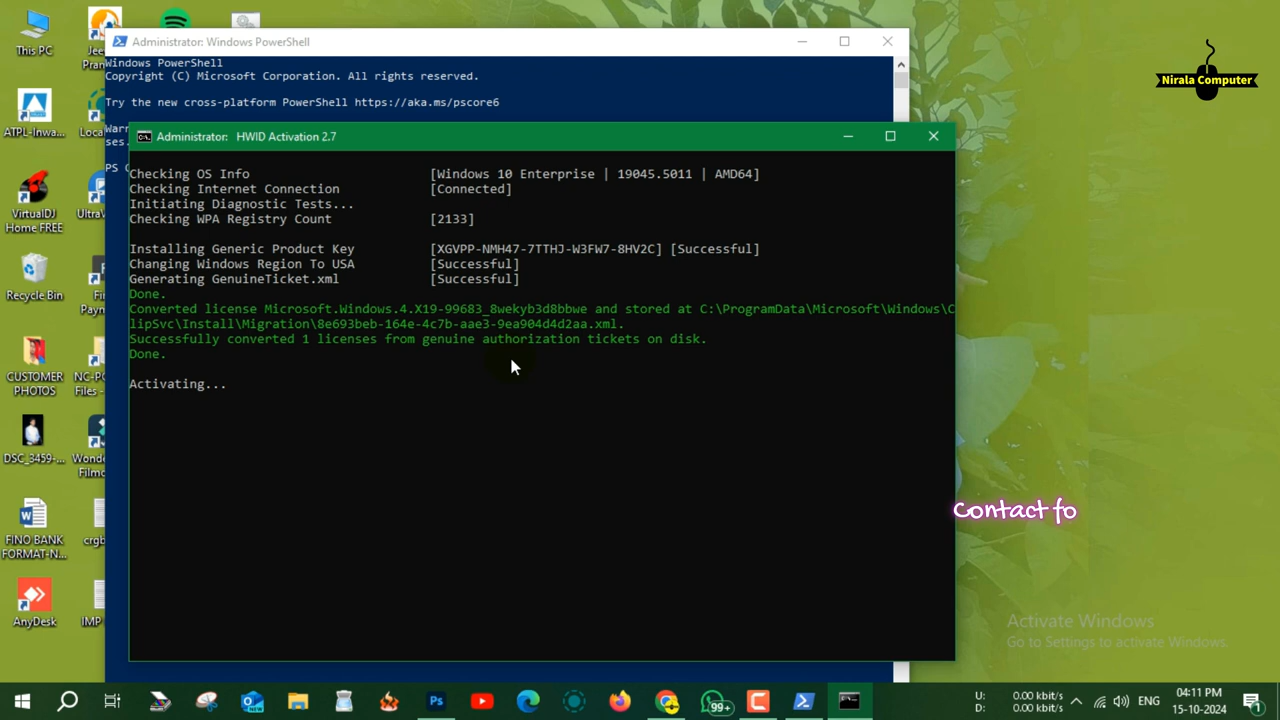 This PC
Jee
Pran
Administrator: Windows PowerShell
Windows PowerShell
Copyright (C) Microsoft Corporation. All rights reserved.
Try the new cross-platform PowerShell https://aka.ms/pscore6
Warn
ses.
PS C
ATPL-Inwa...
Loca
Administrator: HWID Activation 2.7
Checking OS Info [Windows 10 Enterprise | 19045.5011 | AMD64]
Checking Internet Connection [Connected]
Initiating Diagnostic Tests...
Checking WPA Registry Count [2133]
Installing Generic Product Key [XGVPP-NMH47-7TTHJ-W3FW7-8HV2C] [Successful]
Changing Windows Region To USA [Successful]
Generating GenuineTicket.xml [Successful]
Done.
Converted license Microsoft.Windows.4.X19-99683_8wekyb3d8bbwe and stored at C:\ProgramData\Microsoft\Windows\C
lipSvc\Install\Migration\8e693beb-164e-4c7b-aae3-9ea904d4d2aa.xml.
Successfully converted 1 licenses from genuine authorization tickets on disk.
Done.
Activating...
VirtualDJ
Home FREE
UltraV
Recycle Bin
Fi
Payn
CUSTOMER
PHOTOS
NC-PC
Files -
DSC_3459-...
Wonde
Filmo
FINO BANK
FORMAT-N...
crgb
AnyDesk
IMP
Nirala Computer
Contact fo
Activate Windows
Go to Settings to activate Windows.
NEW
Ps
99+
U: 0.00 kbit/s
D: 0.00 kbit/s
ENG
04:11 PM
15-10-2024
1